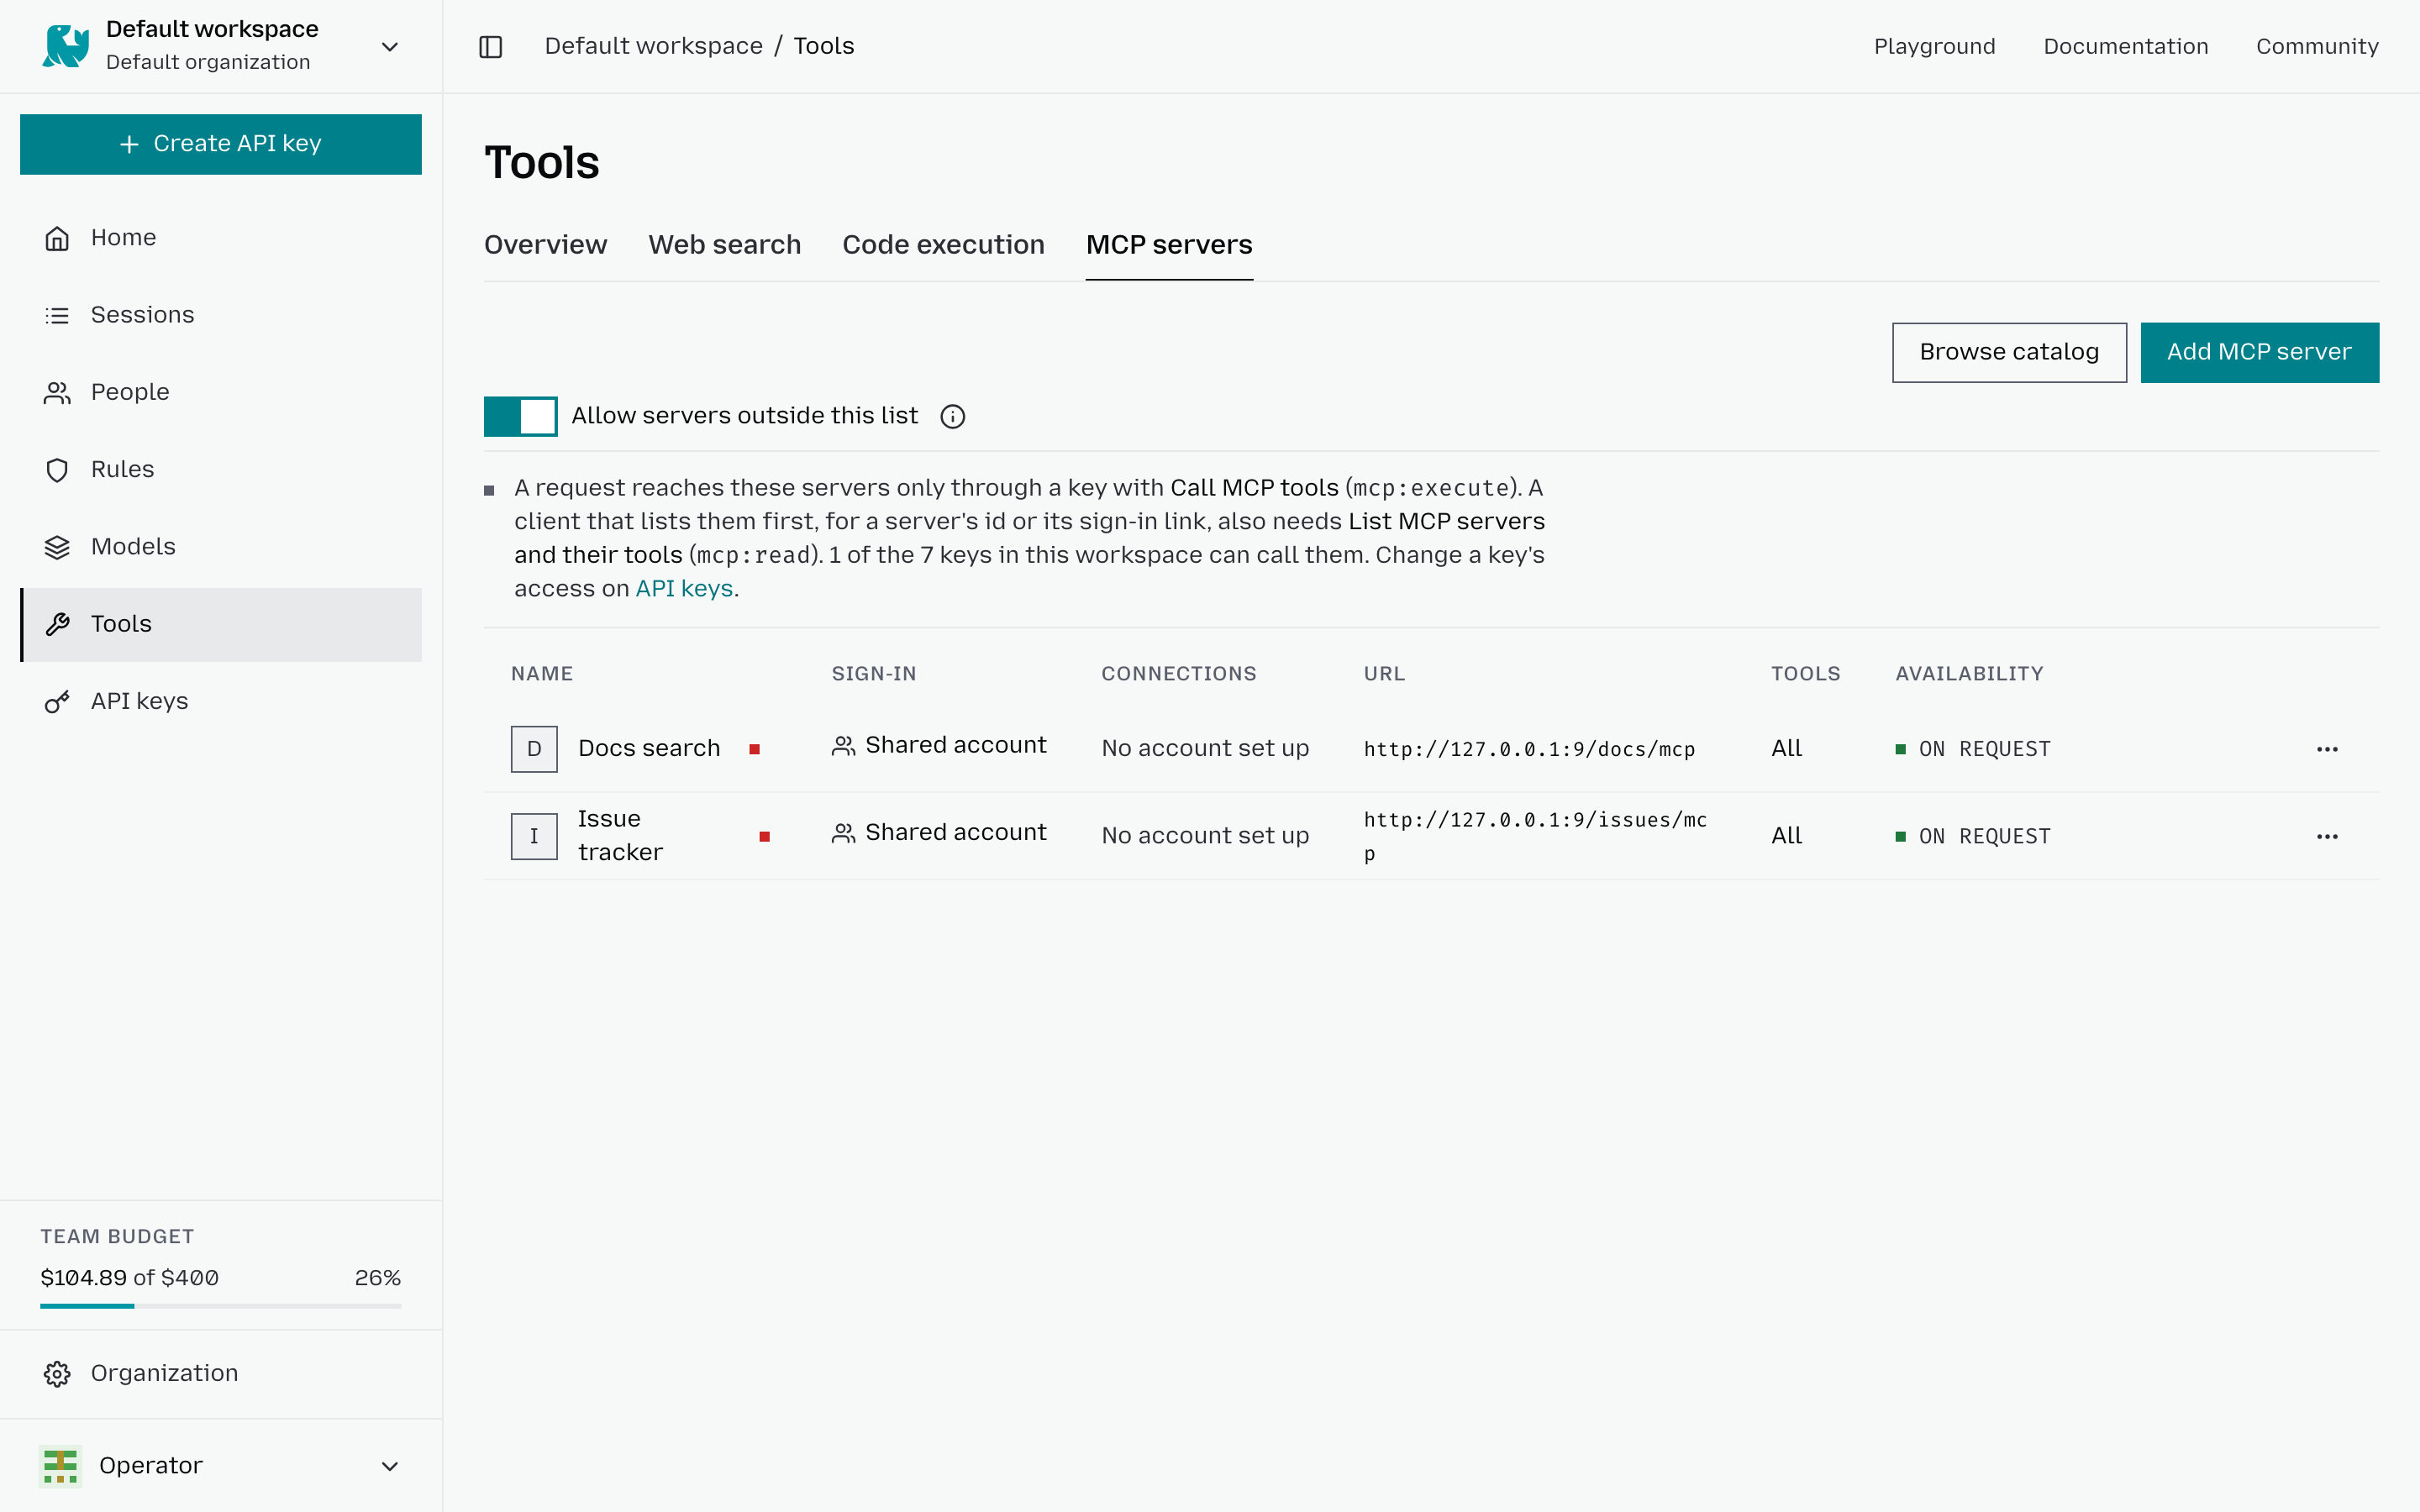 Default workspace
Default organization
Default workspace / Tools
Playground
Documentation
Community
Create API key
Home
Sessions
People
Rules
Models
Tools
API keys
TEAM BUDGET
$104.89 of $400
26%
Organization
Operator
Tools
Overview
Web search
Code execution
MCP servers
Browse catalog
Add MCP server
Allow servers outside this list
A request reaches these servers only through a key with Call MCP tools (mcp:execute). A
client that lists them first, for a server's id or its sign-in link, also needs List MCP servers
and their tools (mcp:read). 1 of the 7 keys in this workspace can call them. Change a key's
access on API keys.
NAME
SIGN-IN
CONNECTIONS
URL
TOOLS
AVAILABILITY
D
Docs search
Shared account
No account set up
http://127.0.0.1:9/docs/mcp
All
ON REQUEST
I
Issue
tracker
Shared account
No account set up
http://127.0.0.1:9/issues/mc
p
All
ON REQUEST